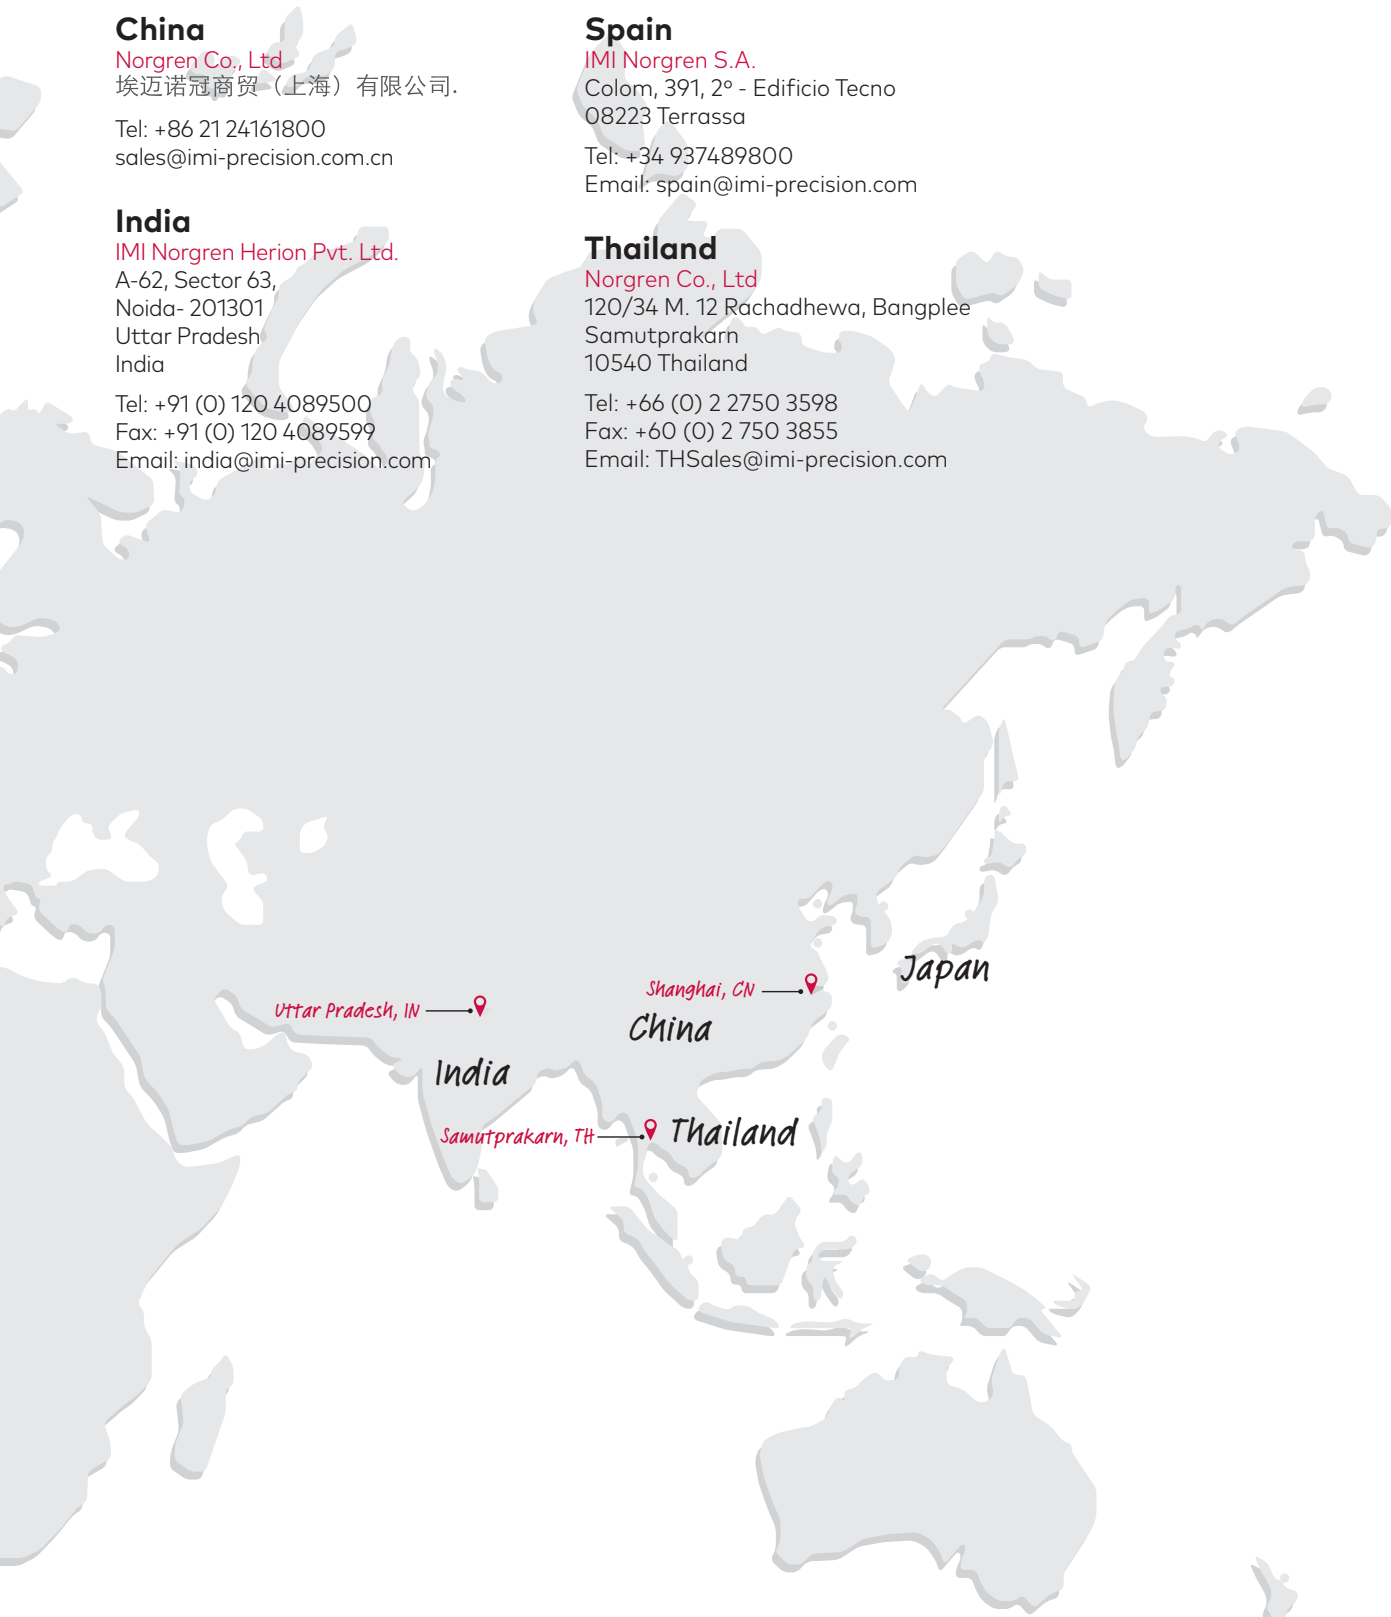 China
Norgren Co., Ltd
埃迈诺冠商贸（上海）有限公司.
Tel: +86 21 24161800
sales@imi-precision.com.cn
India
IMI Norgren Herion Pvt. Ltd.
A-62, Sector 63,
Noida- 201301
Uttar Pradesh
India
Tel: +91 (0) 120 4089500
Fax: +91 (0) 120 4089599
Email: india@imi-precision.com
Spain
IMI Norgren S.A.
Colom, 391, 2º - Edificio Tecno
08223 Terrassa
Tel: +34 937489800
Email: spain@imi-precision.com
Thailand
Norgren Co., Ltd
120/34 M. 12 Rachadhewa, Bangplee
Samutprakarn
10540 Thailand
Tel: +66 (0) 2 2750 3598
Fax: +60 (0) 2 750 3855
Email: THSales@imi-precision.com
Japan
Shanghai, CN
Uttar Pradesh, IN
China
India
Samutprakarn, TH
Thailand